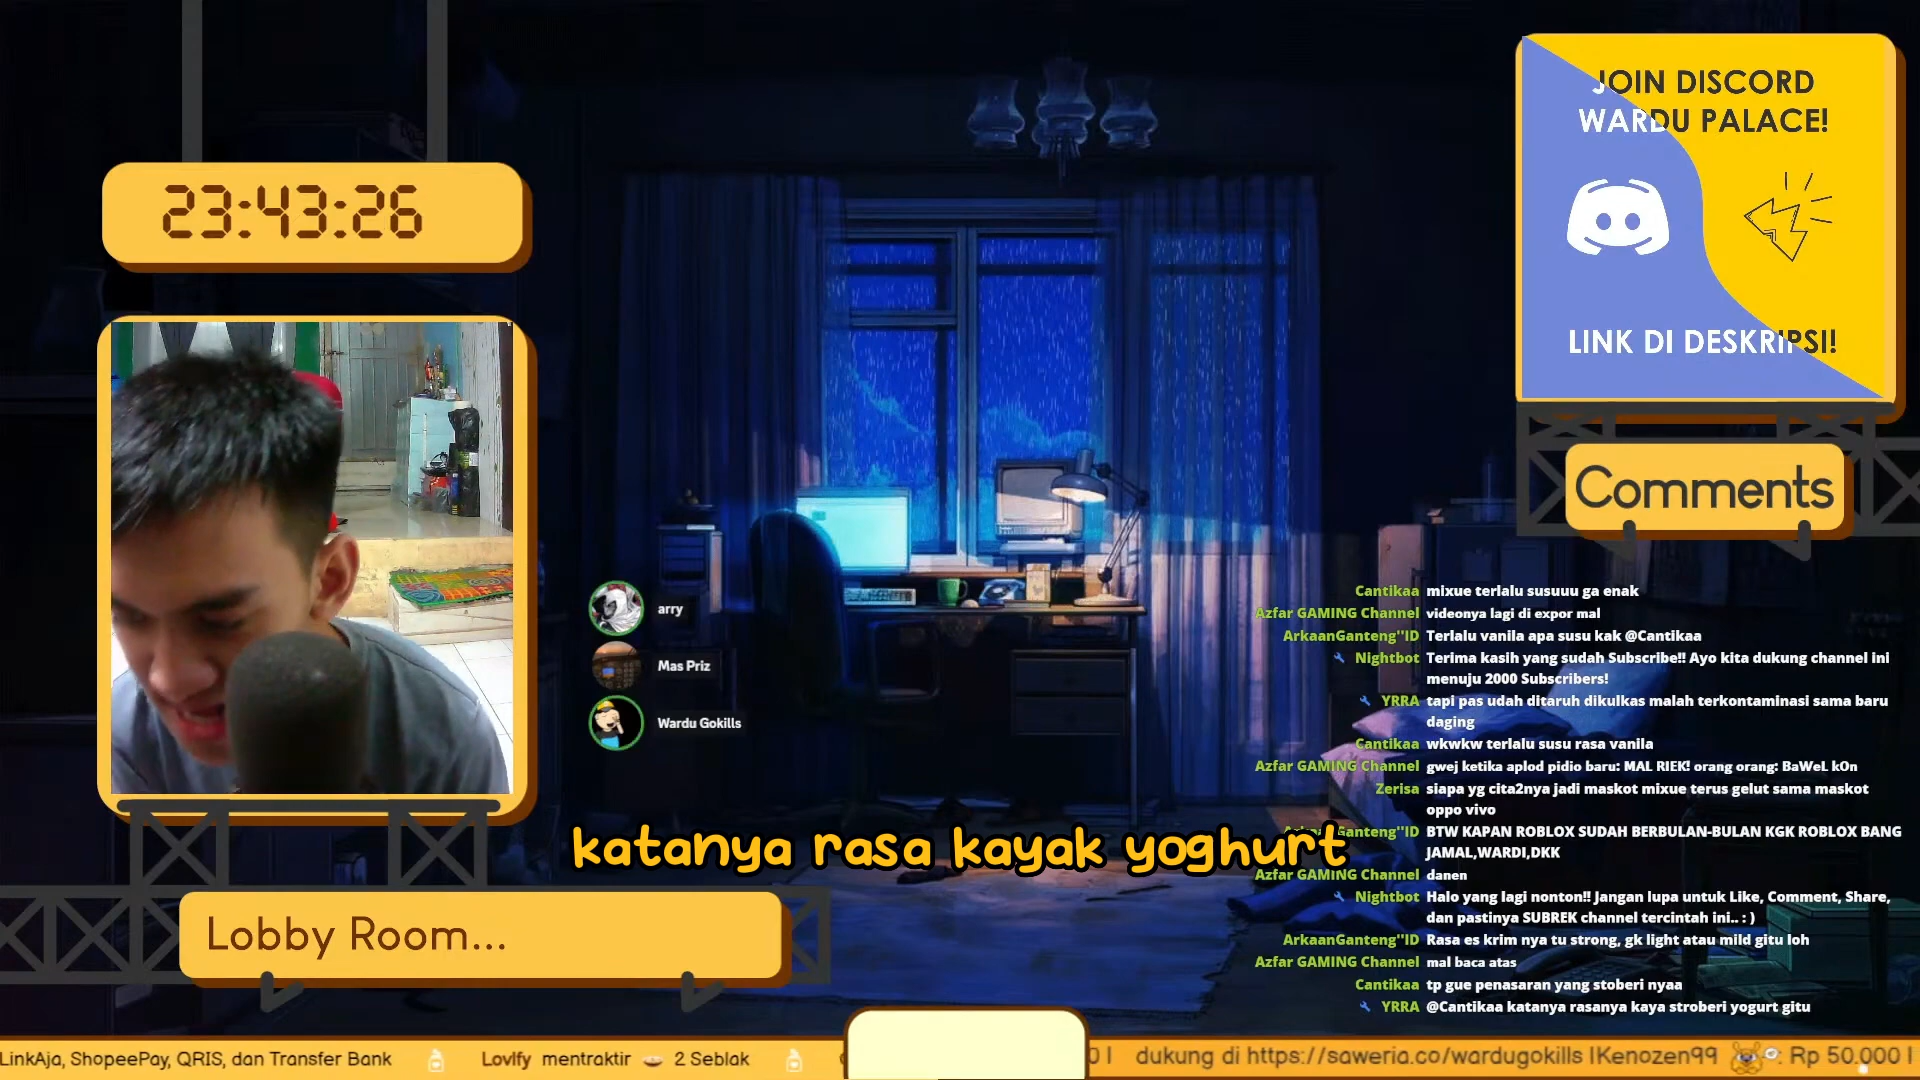 23:43:26
JOIN DISCORD
WARDU PALACE!
LINK DI DESKRIPSI!
Comments
arry
Mas Priz
Wardu Gokills
Cantikaa mixue terlalu susuuu ga enak
Azfar GAMING Channel videonya lagi di expor mal
ArkaanGanteng"ID Terlalu vanila apa susu kak @Cantikaa
Nightbot Terima kasih yang sudah Subscribe!! Ayo kita dukung channel ini
menuju 2000 Subscribers!
YRRA tapi pas udah ditaruh dikulkas malah terkontaminasi sama baru
daging
Cantikaa wkwkw terlalu susu rasa vanila
Azfar GAMING Channel gwej ketika aplod pidio baru: MAL RIEK! orang orang: BaWeL kOn
Zerisa siapa yg cita2nya jadi maskot mixue terus gelut sama maskot
oppo vivo
Ganteng"ID BTW KAPAN ROBLOX SUDAH BERBULAN-BULAN KGK ROBLOX BANG
JAMAL,WARDI,DKK
katanya rasa kayak yoghurt
Azfar GAMING Channel danen
Nightbot Halo yang lagi nonton!! Jangan lupa untuk Like, Comment, Share,
dan pastinya SUBREK channel tercintah ini.. : )
ArkaanGanteng"ID Rasa es krim nya tu strong, gk light atau mild gitu loh
Azfar GAMING Channel mal baca atas
Cantikaa tp gue penasaran yang stoberi nyaa
YRRA @Cantikaa katanya rasanya kaya stroberi yogurt gitu
Lobby Room...
LinkAja, ShopeePay, QRIS, dan Transfer Bank Lovify mentraktir 2 Seblak
dukung di https://saweria.co/wardugokills |Kenozen99 : Rp 50.000 |